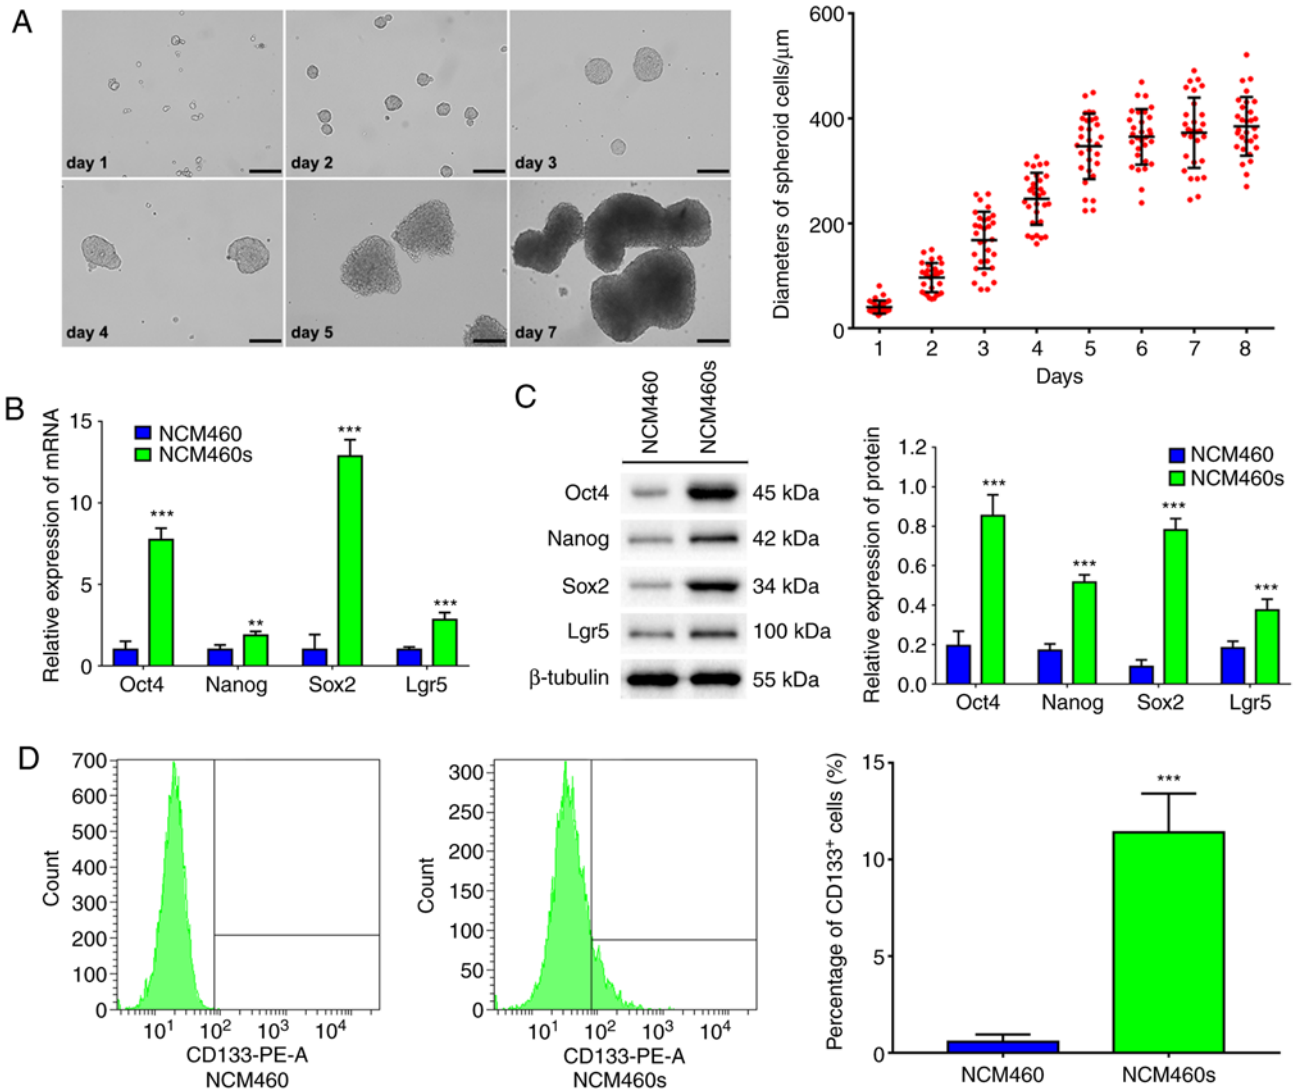 A
day 1
day 2
day 3
day 4
day 5
day 7
Diameters of spheroid cells/μm
600
400
200
0
1 2 3 4 5 6 7 8
Days
B
Relative expression of mRNA
15
10
5
0
NCM460
NCM460s
***
**
***
***
Oct4 Nanog Sox2 Lgr5
C
NCM460 NCM460s
Oct4 45 kDa
Nanog 42 kDa
Sox2 34 kDa
Lgr5 100 kDa
β-tubulin 55 kDa
Relative expression of protein
1.2
1.0
0.8
0.6
0.4
0.2
0.0
NCM460
NCM460s
***
***
***
***
Oct4 Nanog Sox2 Lgr5
D
Count
700
600
500
400
300
200
100
0
10¹ 10² 10³ 10⁴
CD133-PE-A
NCM460
Count
300
250
200
150
100
50
0
10¹ 10² 10³ 10⁴
CD133-PE-A
NCM460s
Percentage of CD133⁺ cells (%)
15
10
5
0
***
NCM460 NCM460s